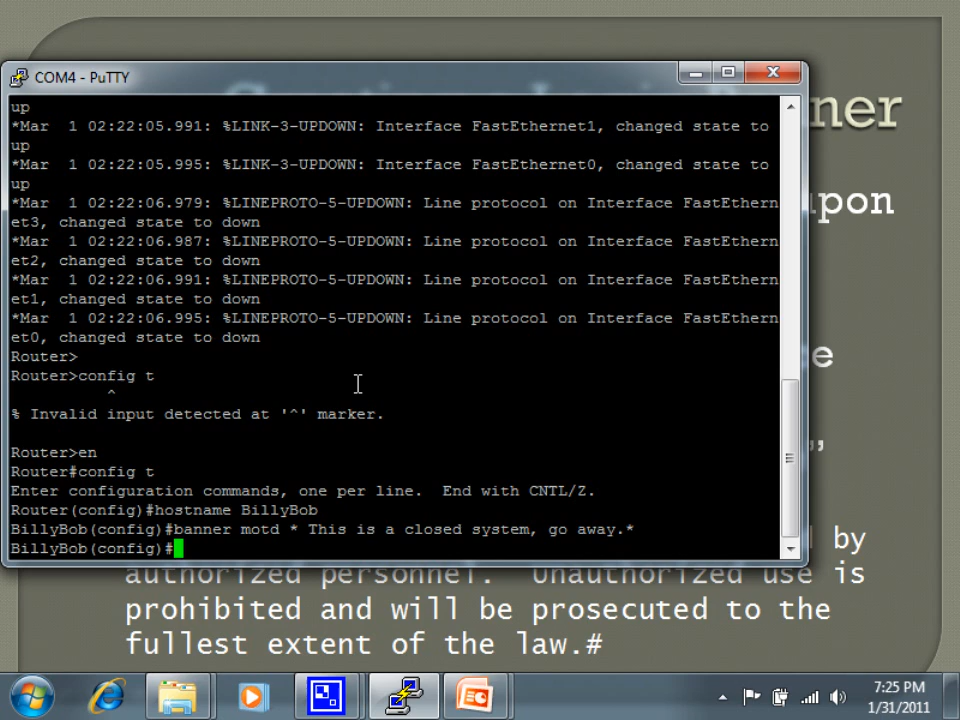 COM4 - PuTTY
up
*Mar  1 02:22:05.991: %LINK-3-UPDOWN: Interface FastEthernet1, changed state to
up
*Mar  1 02:22:05.995: %LINK-3-UPDOWN: Interface FastEthernet0, changed state to
up
*Mar  1 02:22:06.979: %LINEPROTO-5-UPDOWN: Line protocol on Interface FastEthern
et3, changed state to down
*Mar  1 02:22:06.987: %LINEPROTO-5-UPDOWN: Line protocol on Interface FastEthern
et2, changed state to down
*Mar  1 02:22:06.991: %LINEPROTO-5-UPDOWN: Line protocol on Interface FastEthern
et1, changed state to down
*Mar  1 02:22:06.995: %LINEPROTO-5-UPDOWN: Line protocol on Interface FastEthern
et0, changed state to down
Router>
Router>config t
^
% Invalid input detected at '^' marker.
Router>en
Router#config t
Enter configuration commands, one per line.  End with CNTL/Z.
Router(config)#hostname BillyBob
BillyBob(config)#banner motd * This is a closed system, go away.*
BillyBob(config)#
ner
upon
e
”
by
authorized personnel.  Unauthorized use is
prohibited and will be prosecuted to the
fullest extent of the law.#
7:25 PM
1/31/2011